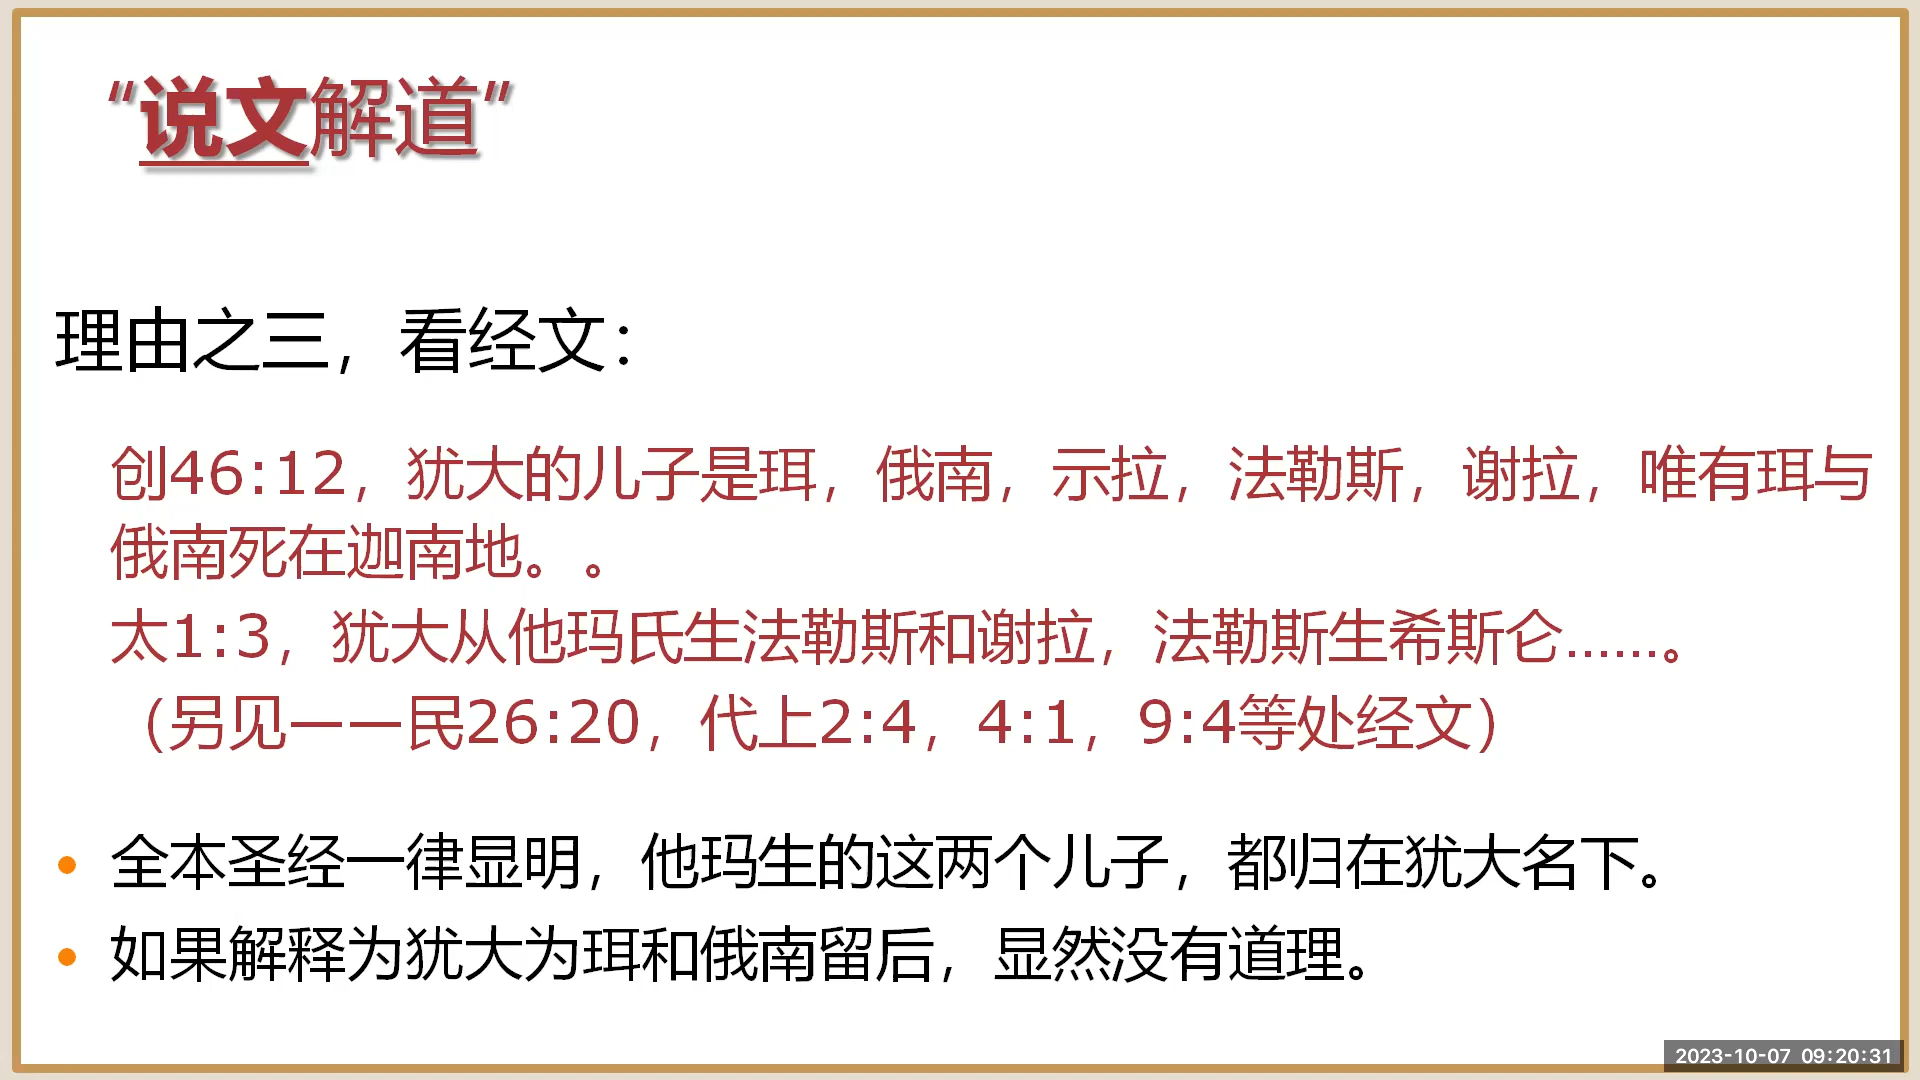 “说文解道”
理由之三，看经文：
创46:12，犹大的儿子是珥，俄南，示拉，法勒斯，谢拉，唯有珥与
俄南死在迦南地。。
太1:3，犹大从他玛氏生法勒斯和谢拉，法勒斯生希斯仑……。
（另见——民26:20，代上2:4，4:1，9:4等处经文）
• 全本圣经一律显明，他玛生的这两个儿子，都归在犹大名下。
• 如果解释为犹大为珥和俄南留后，显然没有道理。
2023-10-07 09:20:31